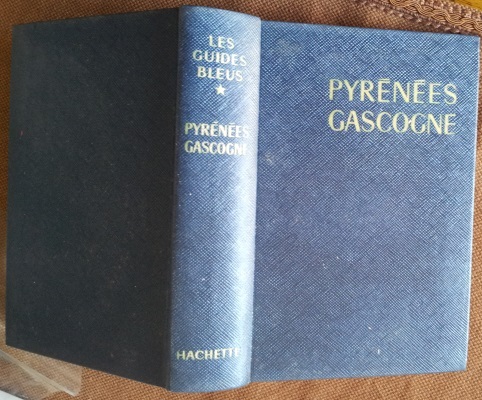 LES
GUIDES
BLEUS
PYRÉNÉES
GASCOGNE
HACHETTE
PYRÉNÉES
GASCOGNE